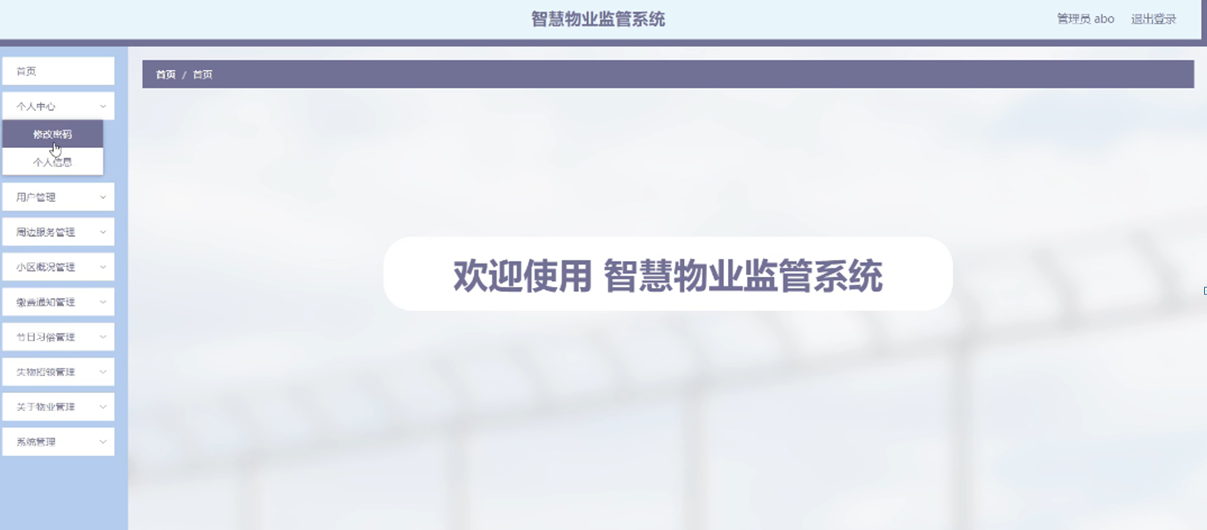 智慧物业监管系统
管理员 abo 退出登录
首页
首页 / 首页
个人中心
修改密码
个人信息
用户管理
周边服务管理
小区概况管理
缴费通知管理
节日习俗管理
失物招领管理
关于物业管理
系统管理
欢迎使用 智慧物业监管系统